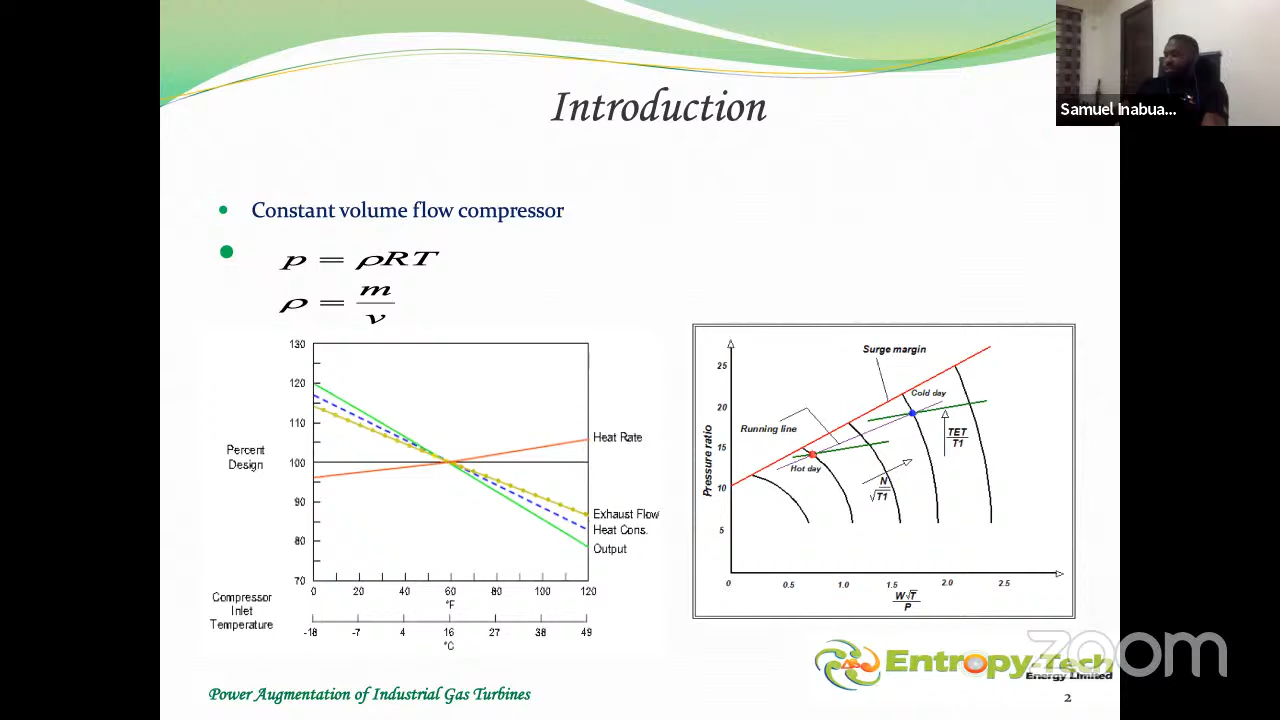 Introduction
Samuel Inabua...
Constant volume flow compressor
p = ρRT
ρ = m/v
130
120
110
100
90
80
70
Percent
Design
Heat Rate
Exhaust Flow
Heat Cons.
Output
0 20 40 60 80 100 120
°F
Compressor
Inlet
Temperature
-18 -7 4 16 27 38 49
°C
Surge margin
25
20
15
10
5
Pressure ratio
Cold day
Running line
Hot day
TET
T1
N
√T1
0 0.5 1.0 1.5 2.0 2.5
W√T
P
zoom
Entropy-Tech
Energy Limited
Power Augmentation of Industrial Gas Turbines
2